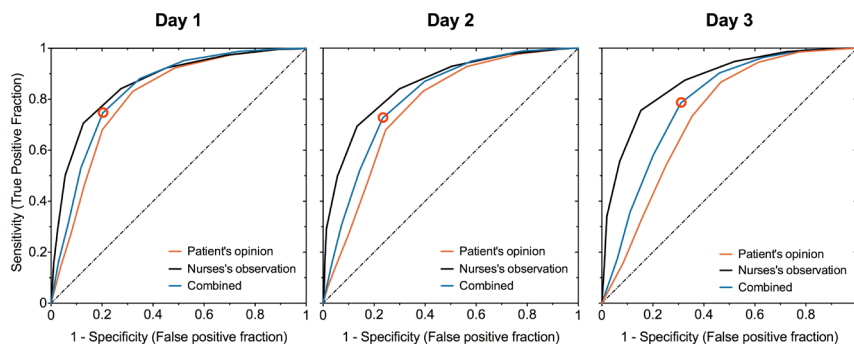 Day 1
Day 2
Day 3
Sensitivity (True Positive Fraction)
1
0.8
0.6
0.4
0.2
0
Patient's opinion
Nurses's observation
Combined
0 0.2 0.4 0.6 0.8 1
1 - Specificity (False positive fraction)
Patient's opinion
Nurses's observation
Combined
0 0.2 0.4 0.6 0.8 1
1 - Specificity (False positive fraction)
Patient's opinion
Nurses's observation
Combined
0 0.2 0.4 0.6 0.8
1 - Specificity (False positive fraction)